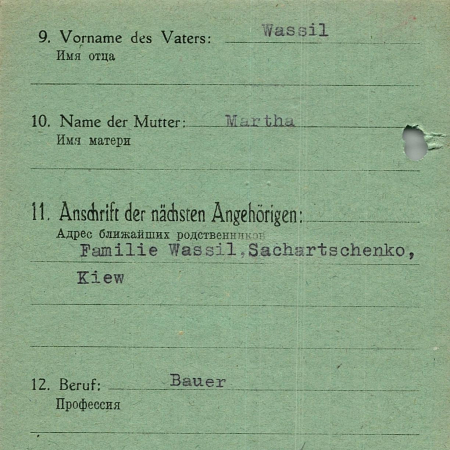 9. Vorname des Vaters: Wassil
Имя отца
10. Name der Mutter: Martha
Имя матери
11. Anschrift der nächsten Angehörigen:
Адрес ближайших родственников
Familie Wassil,Sachartschenko,
Kiew
12. Beruf: Bauer
Профессия